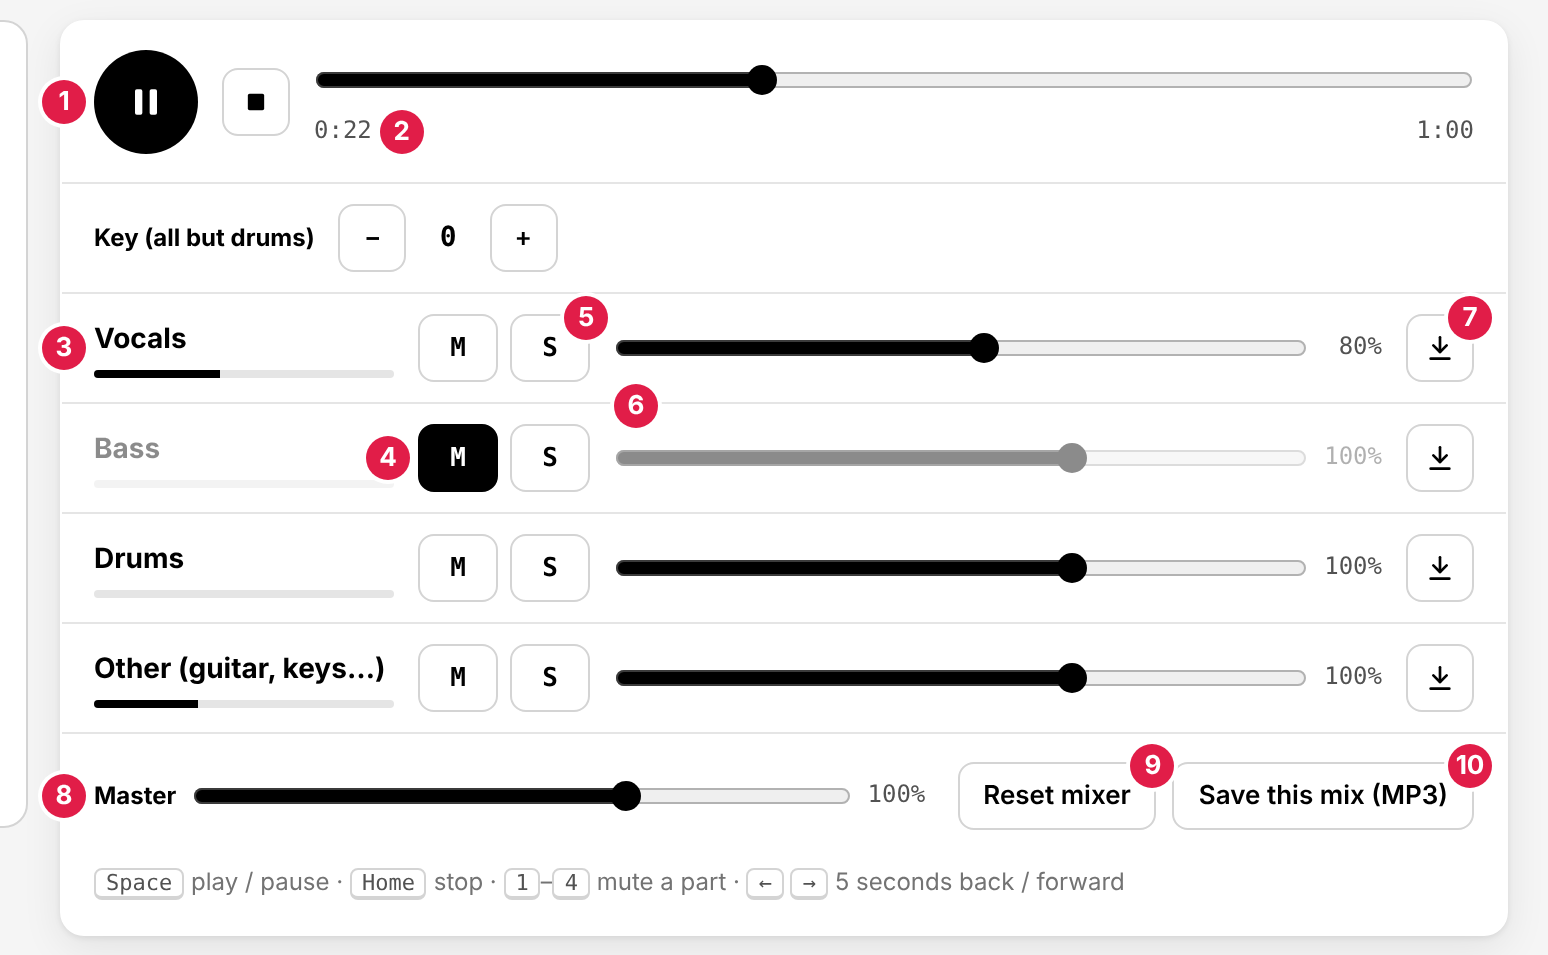 1
0:22 2 1:00
Key (all but drums) − 0 +
3 Vocals M S 5 80% 7
6
Bass 4 M S 100%
Drums M S 100%
Other (guitar, keys...) M S 100%
8 Master 100% Reset mixer 9 Save this mix (MP3) 10
Space play / pause · Home stop · 1–4 mute a part · ← → 5 seconds back / forward